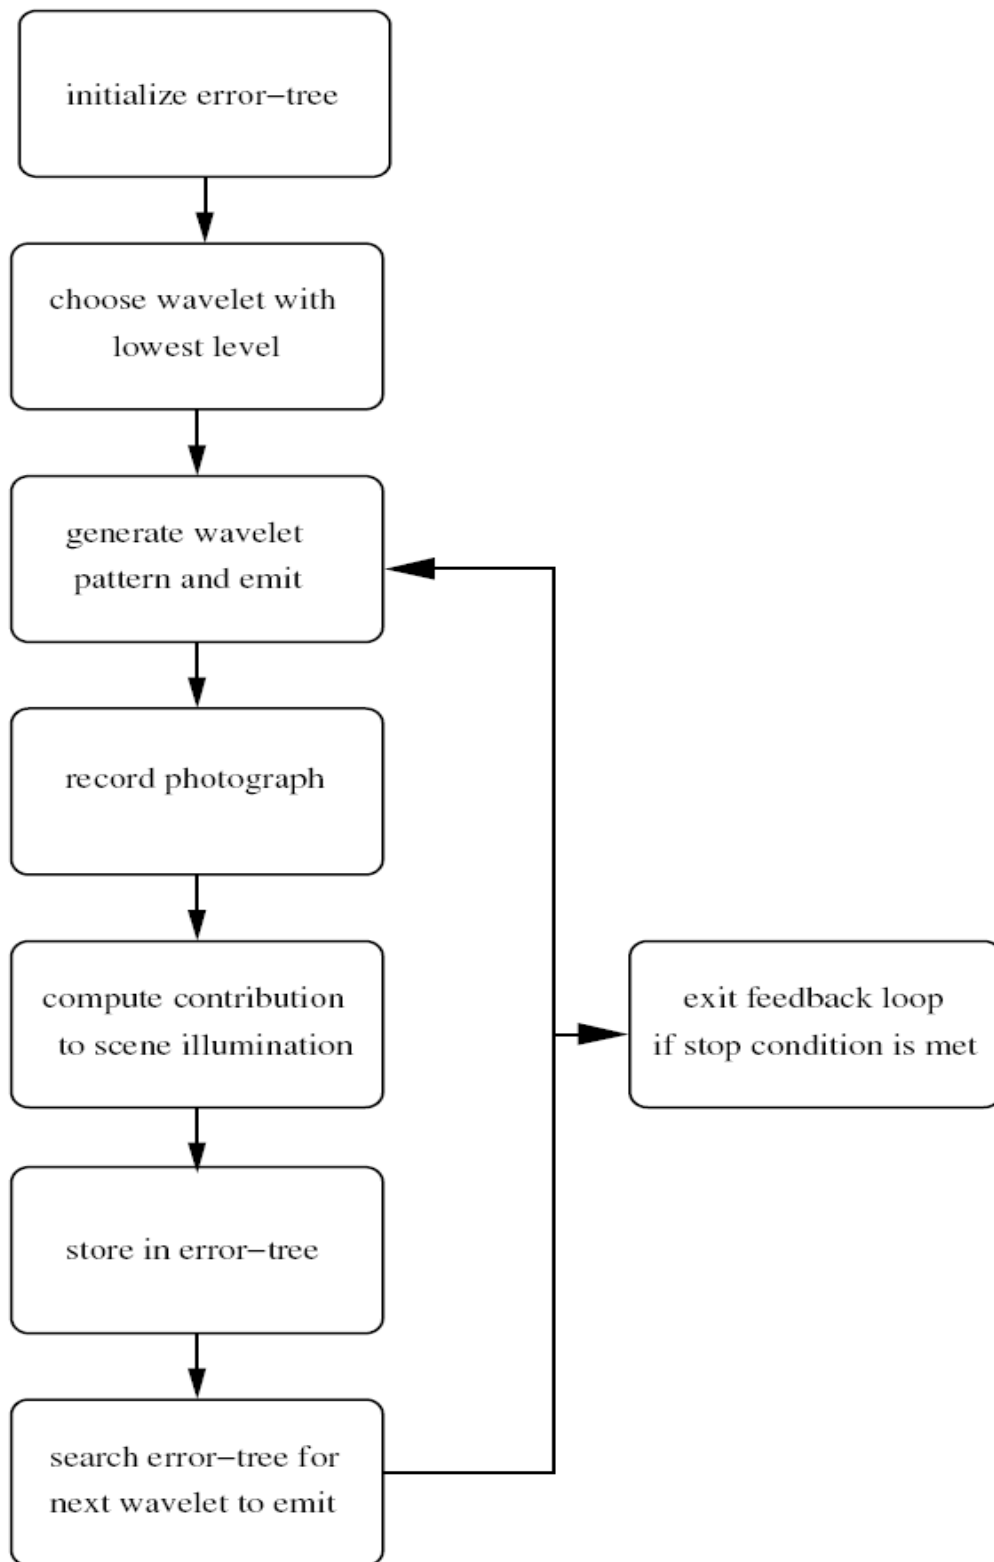 initialize error−tree
choose wavelet with
lowest level
generate wavelet
pattern and emit
record photograph
compute contribution
to scene illumination
exit feedback loop
if stop condition is met
store in error−tree
search error−tree for
next wavelet to emit